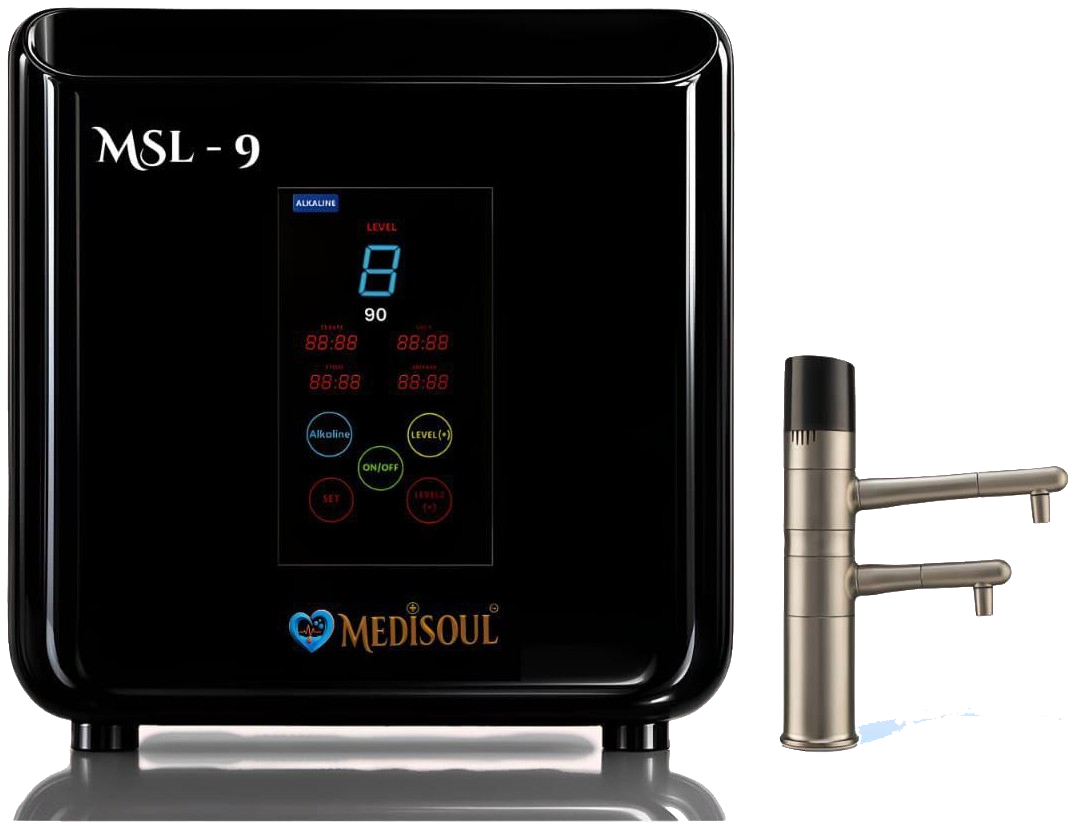 MSL - 9
ALKALINE
LEVEL
8
90
88:88 88:88
88:88 88:88
Alkaline LEVEL(•)
ON/OFF
SET
MEDISOUL